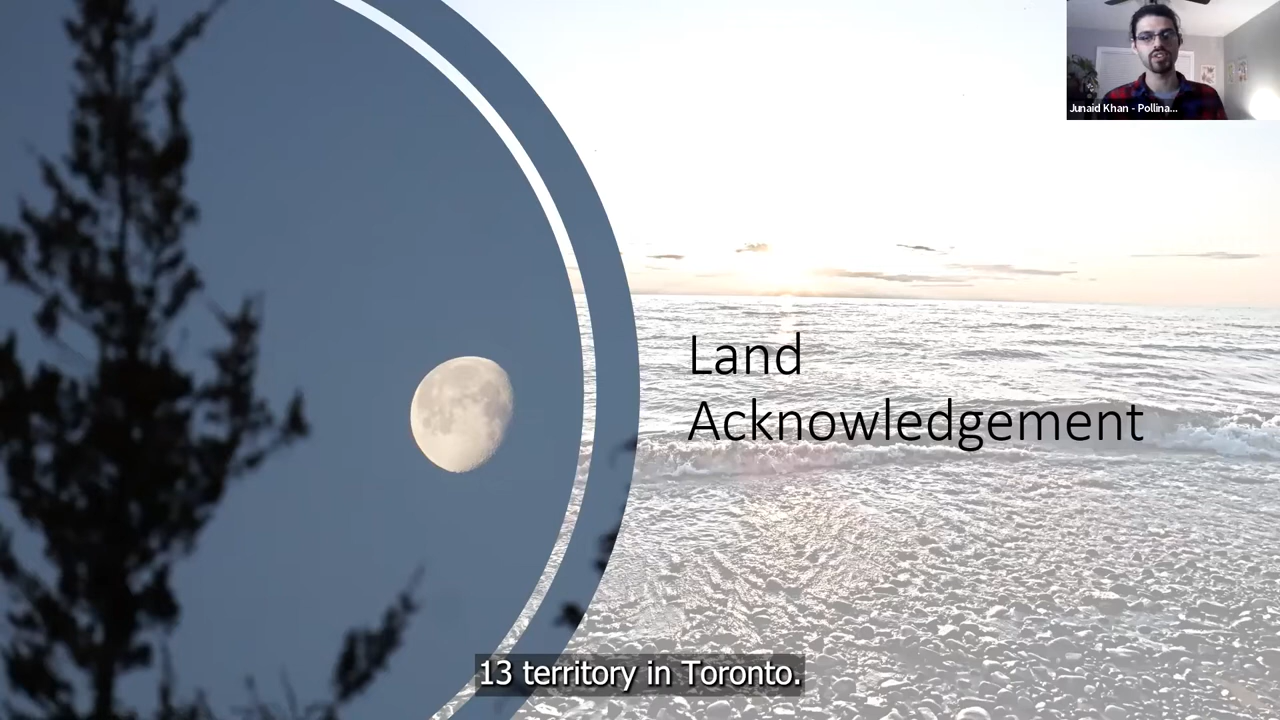 Junaid Khan - Pollina...
Land
Acknowledgement
13 territory in Toronto.